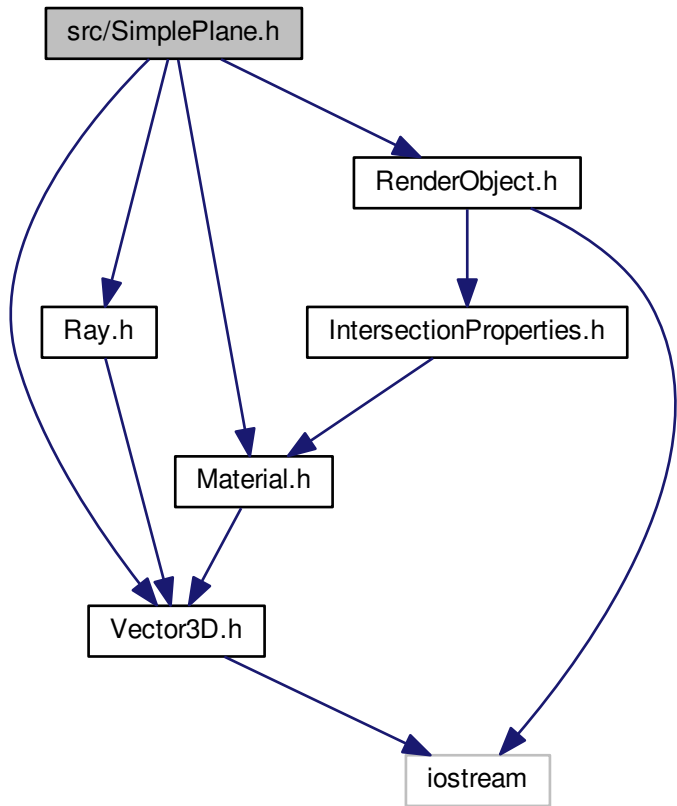 src/SimplePlane.h
RenderObject.h
Ray.h
IntersectionProperties.h
Material.h
Vector3D.h
iostream